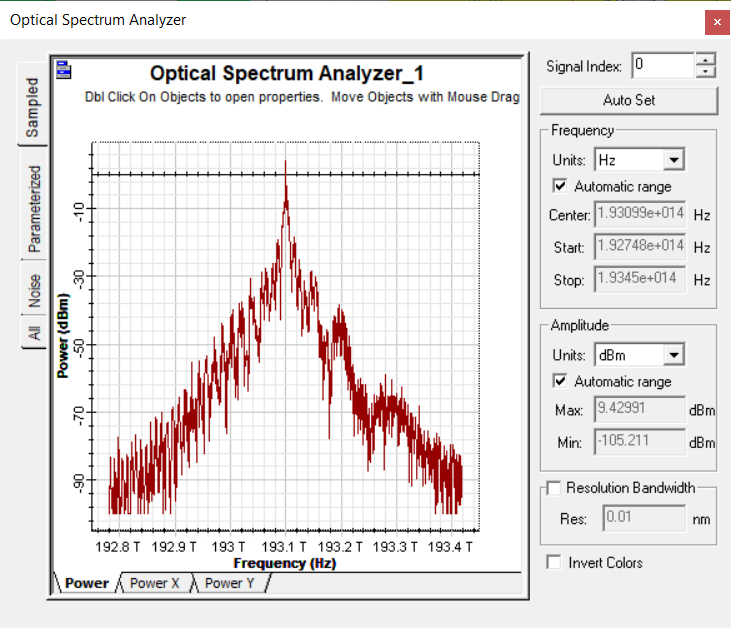 Optical Spectrum Analyzer
Sampled
Parameterized
Noise
All
Optical Spectrum Analyzer_1
Dbl Click On Objects to open properties. Move Objects with Mouse Drag
Power (dBm)
-10
-30
-50
-70
-90
192.8 T 192.9 T 193 T 193.1 T 193.2 T 193.3 T 193.4 T
Frequency (Hz)
Power Power X Power Y
Signal Index: 0
Auto Set
Frequency
Units: Hz
Automatic range
Center: 1.93099e+014 Hz
Start: 1.92748e+014 Hz
Stop: 1.9345e+014 Hz
Amplitude
Units: dBm
Automatic range
Max: 9.42991 dBm
Min: -105.211 dBm
Resolution Bandwidth
Res: 0.01 nm
Invert Colors